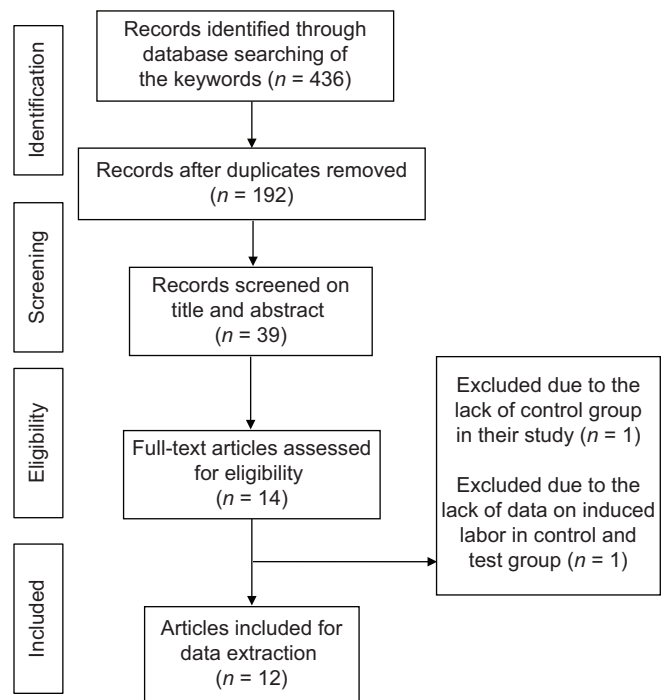 Identification
Records identified through
database searching of
the keywords (n = 436)
Records after duplicates removed
(n = 192)
Screening
Records screened on
title and abstract
(n = 39)
Eligibility
Full-text articles assessed
for eligibility
(n = 14)
Excluded due to the
lack of control group
in their study (n = 1)
Excluded due to the
lack of data on induced
labor in control and
test group (n = 1)
Included
Articles included for
data extraction
(n = 12)